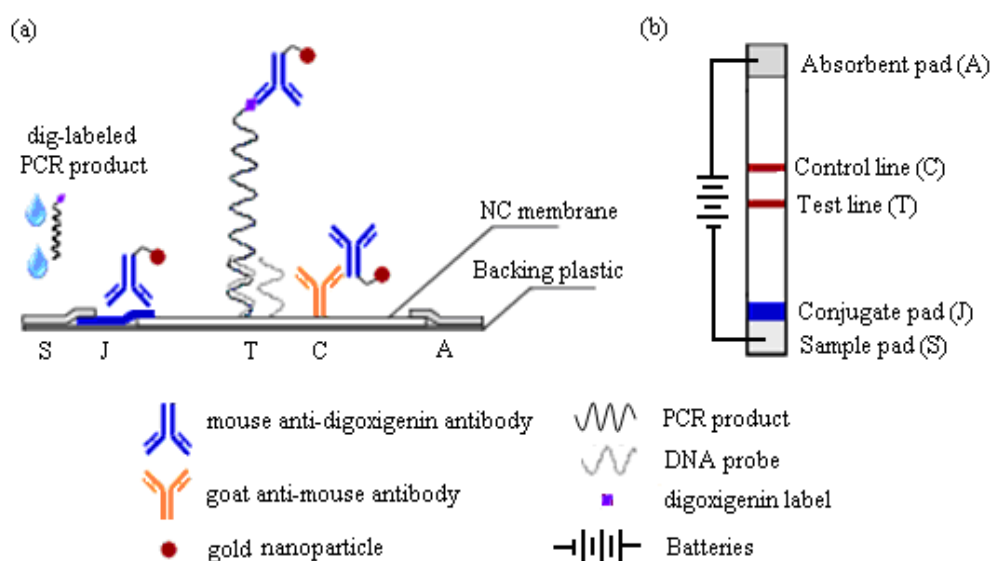 (a)
dig-labeled
PCR product
NC membrane
Backing plastic
S J T C A
(b)
Absorbent pad (A)
Control line (C)
Test line (T)
Conjugate pad (J)
Sample pad (S)
mouse anti-digoxigenin antibody
goat anti-mouse antibody
gold nanoparticle
PCR product
DNA probe
digoxigenin label
Batteries